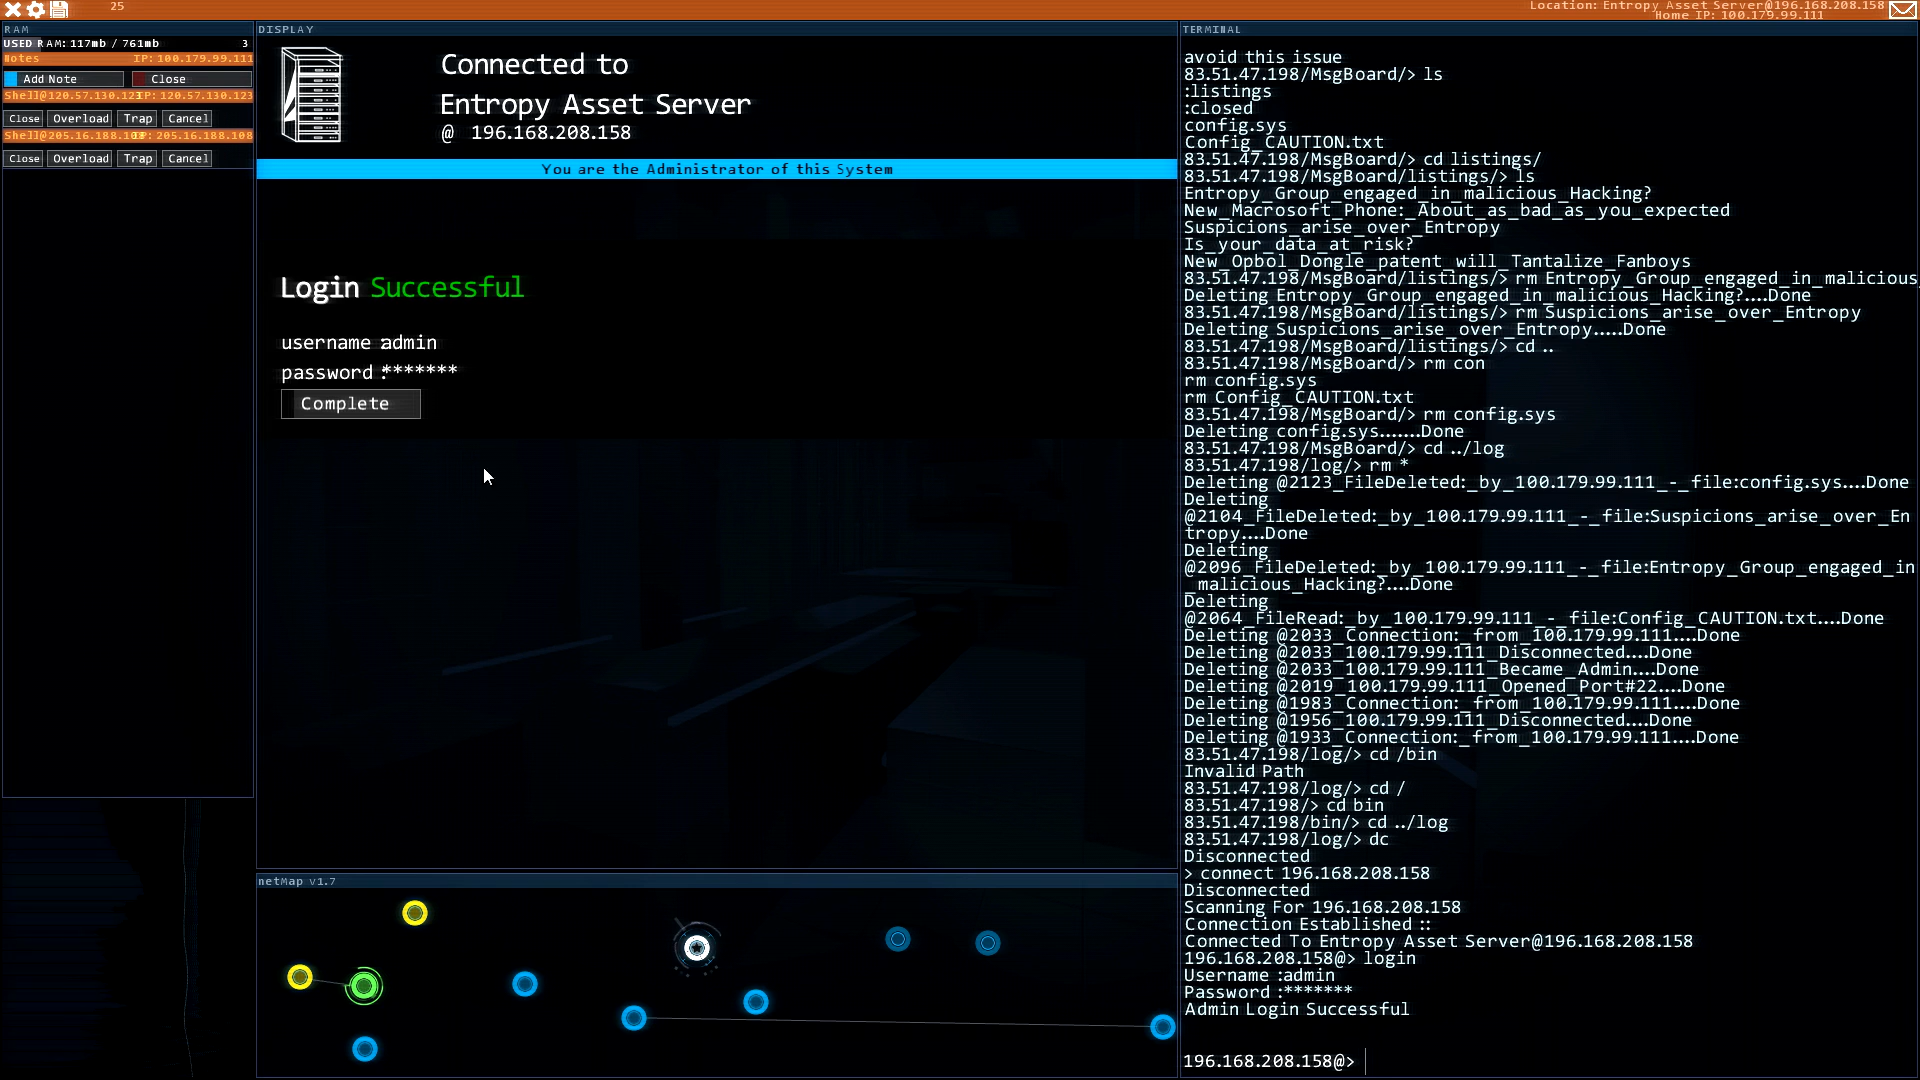 25
Location: Entropy Asset Server@196.168.208.158
Home IP: 100.179.99.111
RAM
USED RAM: 117mb / 761mb 3
Notes IP: 100.179.99.111
Add Note Close
Shell@120.57.130.123 IP: 120.57.130.123
Close Overload Trap Cancel
Shell@205.16.188.108 IP: 205.16.188.108
Close Overload Trap Cancel
DISPLAY
Connected to
Entropy Asset Server
@ 196.168.208.158
You are the Administrator of this System
Login Successful
username :admin
password :*******
Complete
netMap v1.7
TERMINAL
avoid this issue
83.51.47.198/MsgBoard/> ls
:listings
:closed
config.sys
Config_CAUTION.txt
83.51.47.198/MsgBoard/> cd listings/
83.51.47.198/MsgBoard/listings/> ls
Entropy_Group_engaged_in_malicious_Hacking?
New_Macrosoft_Phone:_About_as_bad_as_you_expected
Suspicions_arise_over_Entropy
Is_your_data_at_risk?
New_Opbol_Dongle_patent_will_Tantalize_Fanboys
83.51.47.198/MsgBoard/listings/> rm Entropy_Group_engaged_in_malicious_
Deleting Entropy_Group_engaged_in_malicious_Hacking?....Done
83.51.47.198/MsgBoard/listings/> rm Suspicions_arise_over_Entropy
Deleting Suspicions_arise_over_Entropy.....Done
83.51.47.198/MsgBoard/listings/> cd ..
83.51.47.198/MsgBoard/> rm con
rm config.sys
rm Config_CAUTION.txt
83.51.47.198/MsgBoard/> rm config.sys
Deleting config.sys.......Done
83.51.47.198/MsgBoard/> cd ../log
83.51.47.198/log/> rm *
Deleting @2123_FileDeleted:_by_100.179.99.111_-_file:config.sys....Done
Deleting
@2104_FileDeleted:_by_100.179.99.111_-_file:Suspicions_arise_over_En
tropy....Done
Deleting
@2096_FileDeleted:_by_100.179.99.111_-_file:Entropy_Group_engaged_in
_malicious_Hacking?....Done
Deleting
@2064_FileRead:_by_100.179.99.111_-_file:Config_CAUTION.txt....Done
Deleting @2033_Connection:_from_100.179.99.111....Done
Deleting @2033_100.179.99.111_Disconnected....Done
Deleting @2033_100.179.99.111_Became_Admin....Done
Deleting @2019_100.179.99.111_Opened_Port#22....Done
Deleting @1983_Connection:_from_100.179.99.111....Done
Deleting @1956_100.179.99.111_Disconnected....Done
Deleting @1933_Connection:_from_100.179.99.111....Done
83.51.47.198/log/> cd /bin
Invalid Path
83.51.47.198/log/> cd /
83.51.47.198/> cd bin
83.51.47.198/bin/> cd ../log
83.51.47.198/log/> dc
Disconnected
> connect 196.168.208.158
Disconnected
Scanning For 196.168.208.158
Connection Established ::
Connected To Entropy Asset Server@196.168.208.158
196.168.208.158@> login
Username :admin
Password :*******
Admin Login Successful
196.168.208.158@>